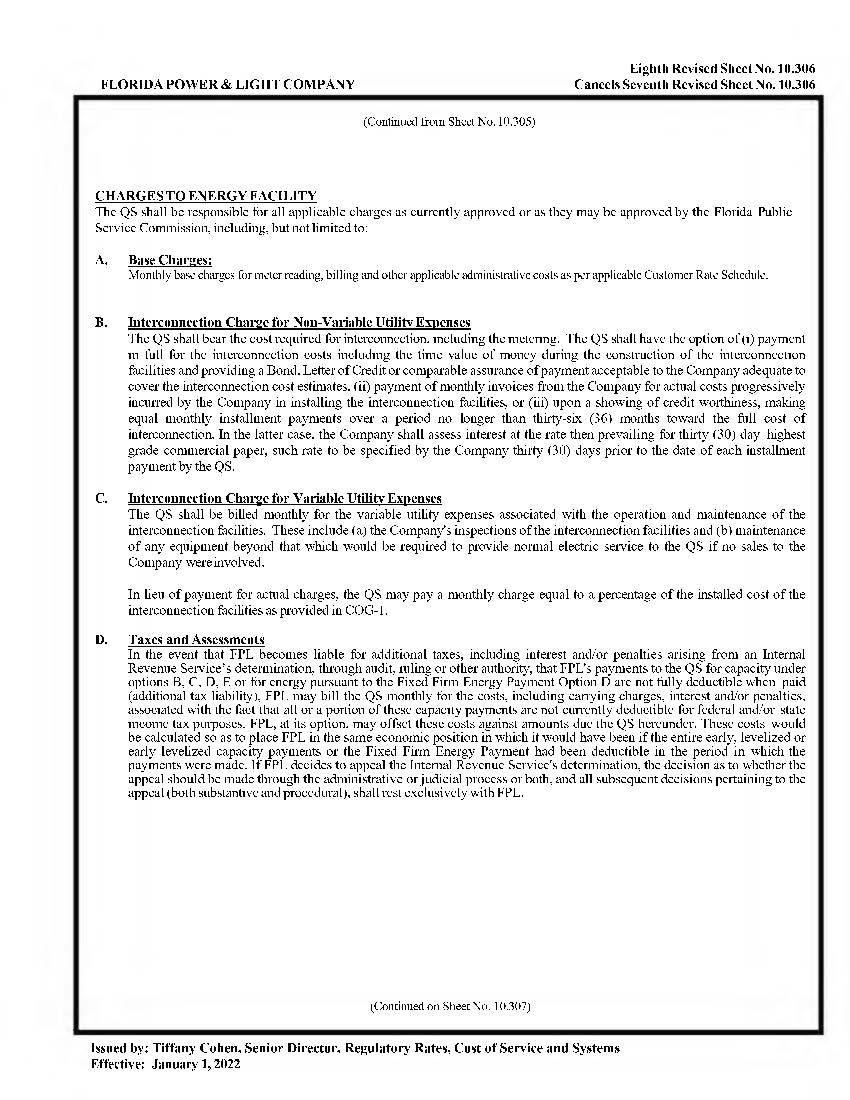 Eighth Revised Sheet No. 10.306
FLORIDA POWER & LIGHT COMPANY
Cancels Seventh Revised Sheet No. 10.306
(Continued from Sheet No. 10.305)
CHARGES TO ENERGY FACILITY
The QS shall be responsible for all applicable charges as currently approved or as they may be approved by the Florida Public
Service Commission, including, but not limited to:
A. Base Charges:
Monthly base charges for meter reading, billing and other applicable administrative costs as per applicable Customer Rate Schedule.
B. Interconnection Charge for Non-Variable Utility Expenses
The QS shall bear the cost required for interconnection, including the metering. The QS shall have the option of (i) payment
in full for the interconnection costs including the time value of money during the construction of the interconnection
facilities and providing a Bond, Letter of Credit or comparable assurance of payment acceptable to the Company adequate to
cover the interconnection cost estimates, (ii) payment of monthly invoices from the Company for actual costs progressively
incurred by the Company in installing the interconnection facilities, or (iii) upon a showing of credit worthiness, making
equal monthly installment payments over a period no longer than thirty-six (36) months toward the full cost of
interconnection. In the latter case, the Company shall assess interest at the rate then prevailing for thirty (30) day highest
grade commercial paper, such rate to be specified by the Company thirty (30) days prior to the date of each installment
payment by the QS.
C. Interconnection Charge for Variable Utility Expenses
The QS shall be billed monthly for the variable utility expenses associated with the operation and maintenance of the
interconnection facilities. These include (a) the Company's inspections of the interconnection facilities and (b) maintenance
of any equipment beyond that which would be required to provide normal electric service to the QS if no sales to the
Company were involved.
In lieu of payment for actual charges, the QS may pay a monthly charge equal to a percentage of the installed cost of the
interconnection facilities as provided in COG-1.
D. Taxes and Assessments
In the event that FPL becomes liable for additional taxes, including interest and/or penalties arising from an Internal
Revenue Service's determination, through audit, ruling or other authority, that FPL's payments to the QS for capacity under
options B, C, D, E or for energy pursuant to the Fixed Firm Energy Payment Option D are not fully deductible when paid
(additional tax liability), FPL may bill the QS monthly for the costs, including carrying charges, interest and/or penalties,
associated with the fact that all or a portion of these capacity payments are not currently deductible for federal and/or state
income tax purposes. FPL, at its option, may offset these costs against amounts due the QS hereunder. These costs would
be calculated so as to place FPL in the same economic position in which it would have been if the entire early, levelized or
early levelized capacity payments or the Fixed Firm Energy Payment had been deductible in the period in which the
payments were made. If FPL decides to appeal the Internal Revenue Service's determination, the decision as to whether the
appeal should be made through the administrative or judicial process or both, and all subsequent decisions pertaining to the
appeal (both substantive and procedural), shall rest exclusively with FPL.
(Continued on Sheet No. 10.307)
Issued by: Tiffany Cohen, Senior Director, Regulatory Rates, Cost of Service and Systems
Effective: January 1, 2022